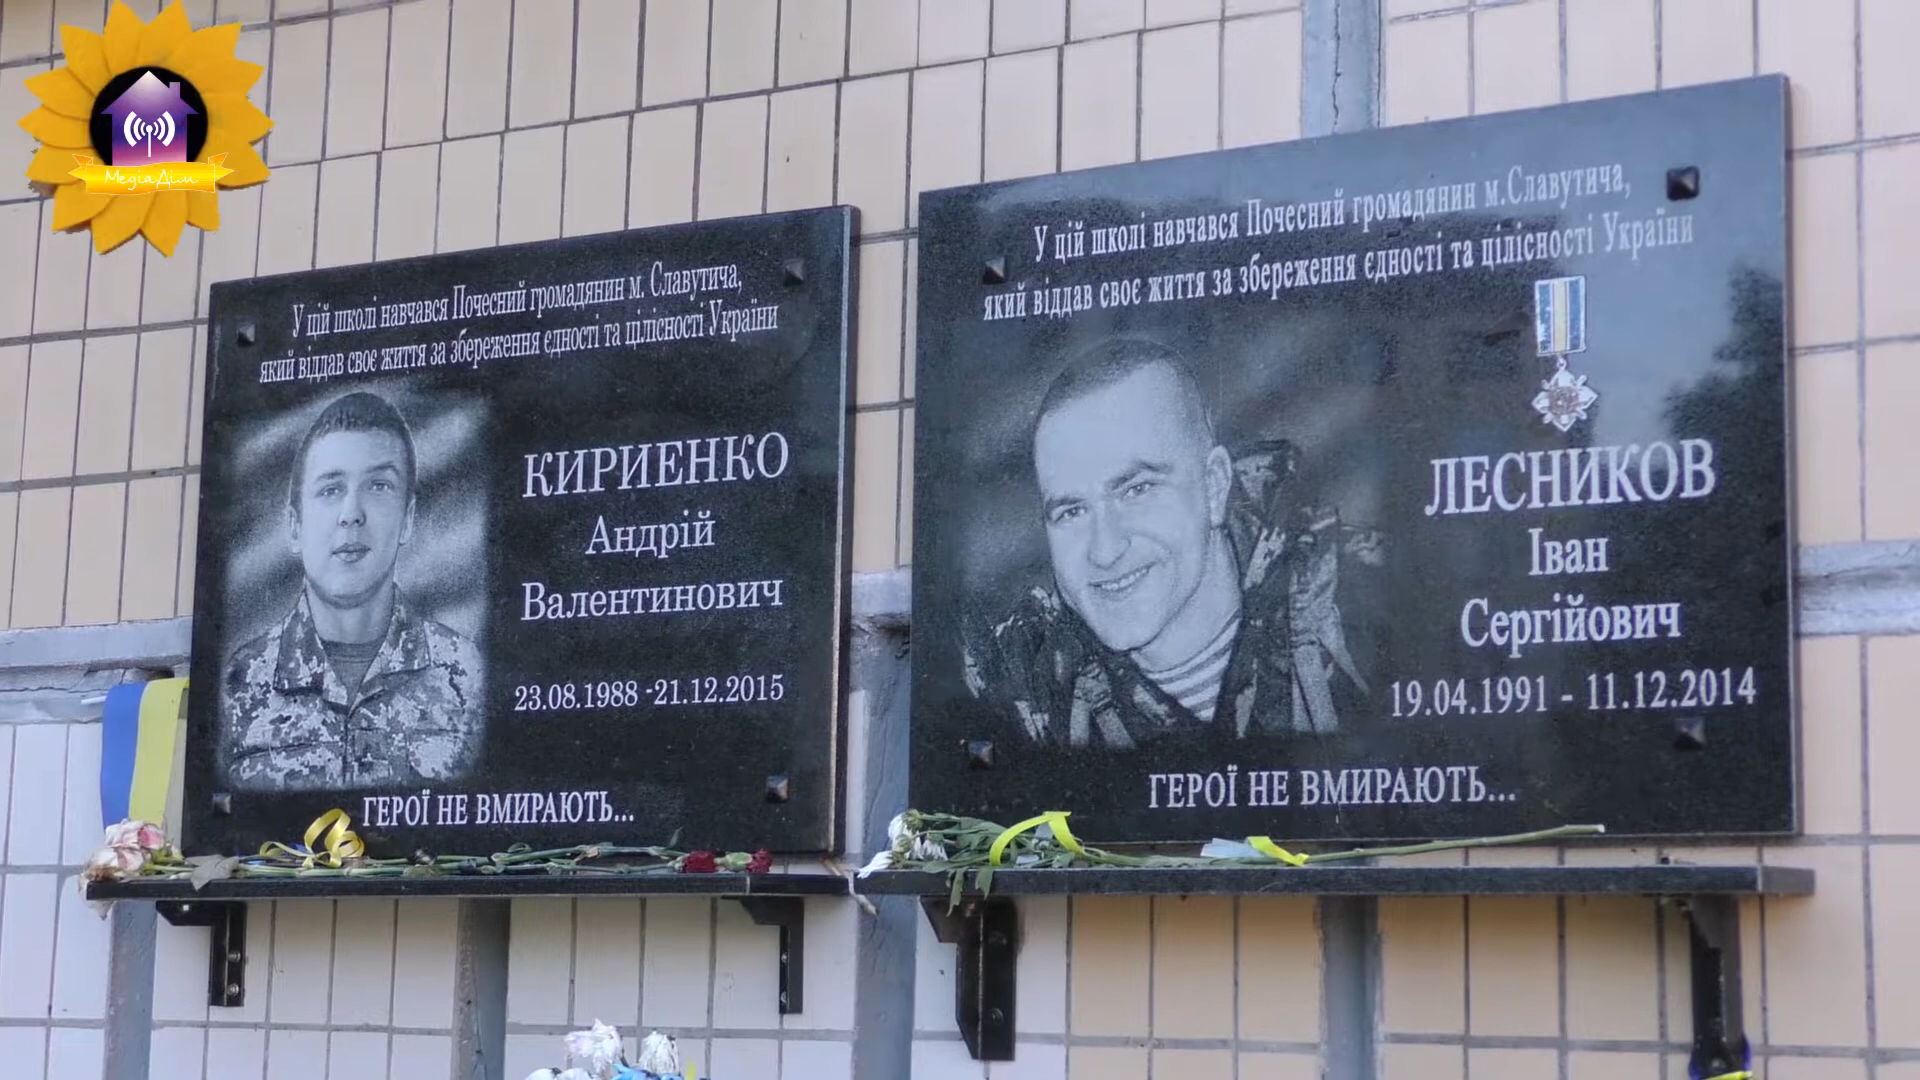 МедіаДім
У цій школі навчався Почесний громадянин м. Славутича,
який віддав своє життя за збереження єдності та цілісності України
КИРИЕНКО
Андрій
Валентинович
23.08.1988 -21.12.2015
ГЕРОЇ НЕ ВМИРАЮТЬ...
У цій школі навчався Почесний громадянин м.Славутича,
який віддав своє життя за збереження єдності та цілісності України
ЛЕСНИКОВ
Іван
Сергійович
19.04.1991 - 11.12.2014
ГЕРОЇ НЕ ВМИРАЮТЬ...